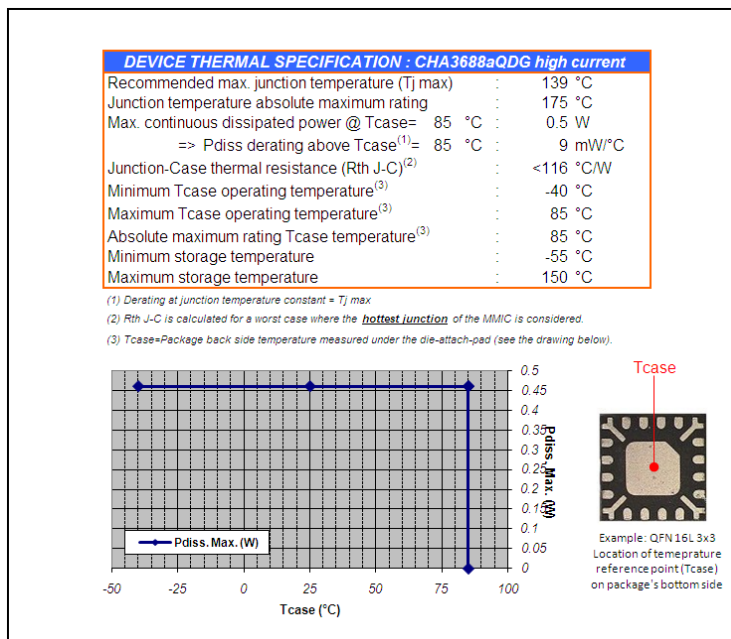 DEVICE THERMAL SPECIFICATION : CHA3688aQDG high current
Recommended max. junction temperature (Tj max) : 139 °C
Junction temperature absolute maximum rating : 175 °C
Max. continuous dissipated power @ Tcase= 85 °C : 0.5 W
=> Pdiss derating above Tcase(1)= 85 °C : 9 mW/°C
Junction-Case thermal resistance (Rth J-C)(2) : <116 °C/W
Minimum Tcase operating temperature(3) : -40 °C
Maximum Tcase operating temperature(3) : 85 °C
Absolute maximum rating Tcase temperature(3) : 85 °C
Minimum storage temperature : -55 °C
Maximum storage temperature : 150 °C
(1) Derating at junction temperature constant = Tj max
(2) Rth J-C is calculated for a worst case where the hottest junction of the MMIC is considered.
(3) Tcase=Package back side temperature measured under the die-attach-pad (see the drawing below).
0.5
0.45
0.4
0.35
0.3
0.25
0.2
0.15
0.1
0.05
0
Pdiss. Max. (W)
Pdiss. Max. (W)
-50 -25 0 25 50 75 100
Tcase (°C)
Tcase
Example: QFN 16L 3x3
Location of temeprature
reference point (Tcase)
on package's bottom side